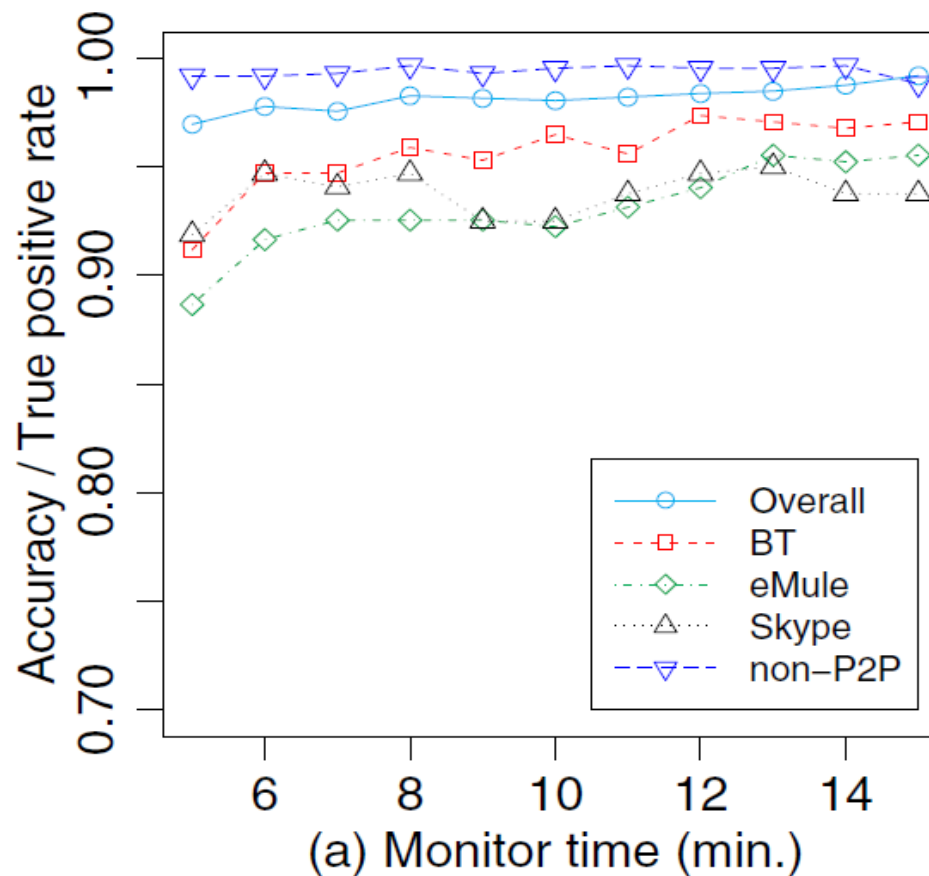 Accuracy / True positive rate
1.00
0.90
0.80
0.70
Overall
BT
eMule
Skype
non-P2P
6 8 10 12 14
(a) Monitor time (min.)